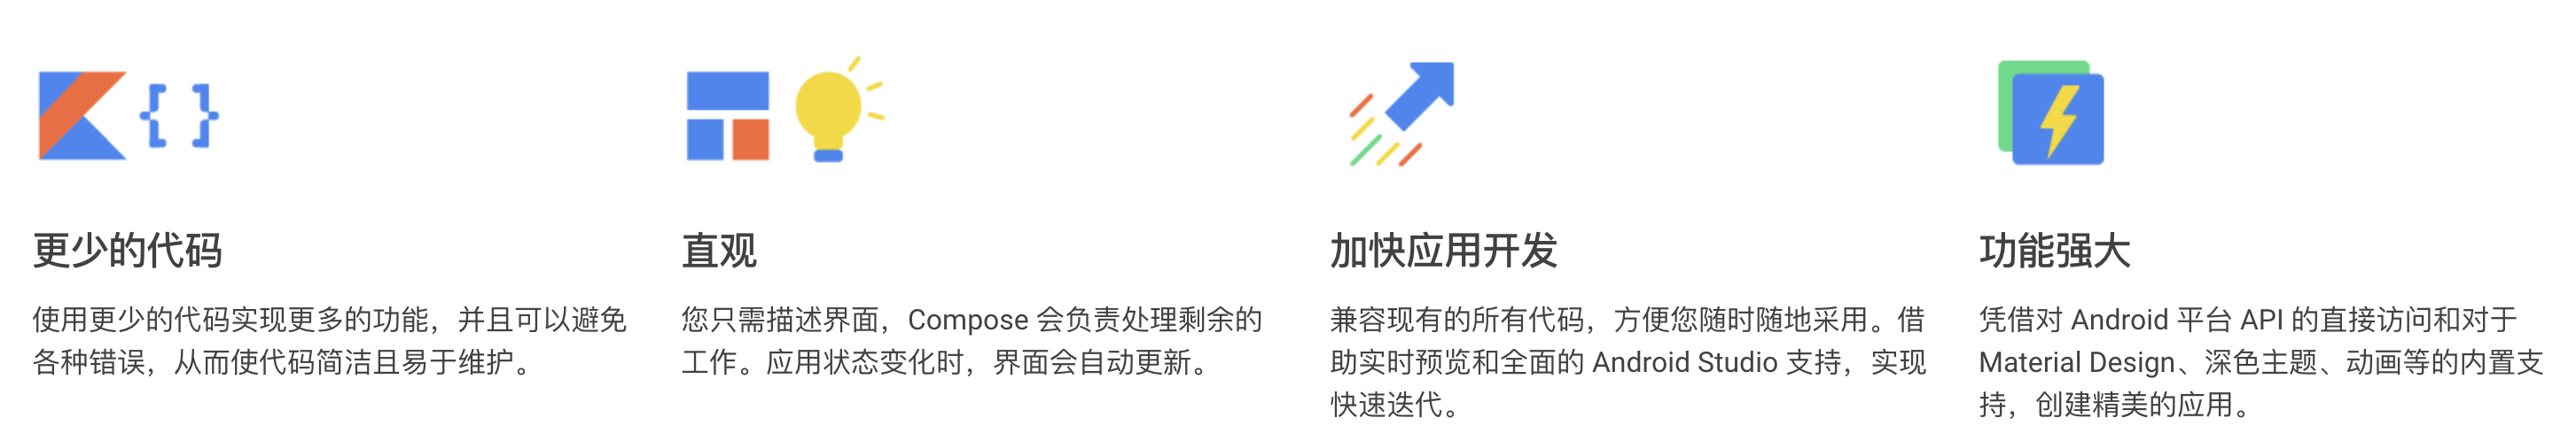 更少的代码
使用更少的代码实现更多的功能，并且可以避免
各种错误，从而使代码简洁且易于维护。
直观
您只需描述界面，Compose 会负责处理剩余的
工作。应用状态变化时，界面会自动更新。
加快应用开发
兼容现有的所有代码，方便您随时随地采用。借
助实时预览和全面的 Android Studio 支持，实现
快速迭代。
功能强大
凭借对 Android 平台 API 的直接访问和对于
Material Design、深色主题、动画等的内置支
持，创建精美的应用。